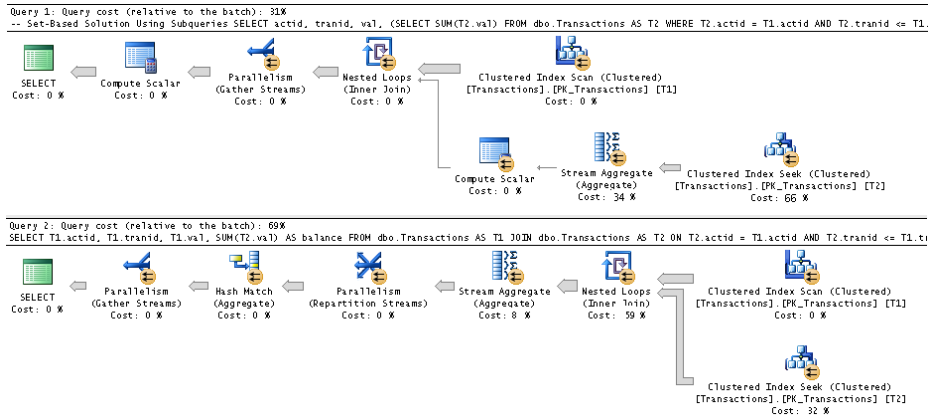 Query 1: Query cost (relative to the batch): 31%
-- Set-Based Solution Using Subqueries SELECT actid, tranid, val, (SELECT SUM(T2.val) FROM dbo.Transactions AS T2 WHERE T2.actid = T1.actid AND T2.tranid <= T1.
SELECT
Cost: 0 %
Compute Scalar
Cost: 0 %
Parallelism
(Gather Streams)
Cost: 0 %
Nested Loops
(Inner Join)
Cost: 0 %
Clustered Index Scan (Clustered)
[Transactions].[PK_Transactions] [T1]
Cost: 0 %
Compute Scalar
Cost: 0 %
Stream Aggregate
(Aggregate)
Cost: 34 %
Clustered Index Seek (Clustered)
[Transactions].[PK_Transactions] [T2]
Cost: 66 %
Query 2: Query cost (relative to the batch): 69%
SELECT T1.actid, T1.tranid, T1.val, SUM(T2.val) AS balance FROM dbo.Transactions AS T1 JOIN dbo.Transactions AS T2 ON T2.actid = T1.actid AND T2.tranid <= T1.tr
SELECT
Cost: 0 %
Parallelism
(Gather Streams)
Cost: 0 %
Hash Match
(Aggregate)
Cost: 0 %
Parallelism
(Repartition Streams)
Cost: 0 %
Stream Aggregate
(Aggregate)
Cost: 8 %
Nested Loops
(Inner Join)
Cost: 59 %
Clustered Index Scan (Clustered)
[Transactions].[PK_Transactions] [T1]
Cost: 0 %
Clustered Index Seek (Clustered)
[Transactions].[PK_Transactions] [T2]
Cost: 32 %